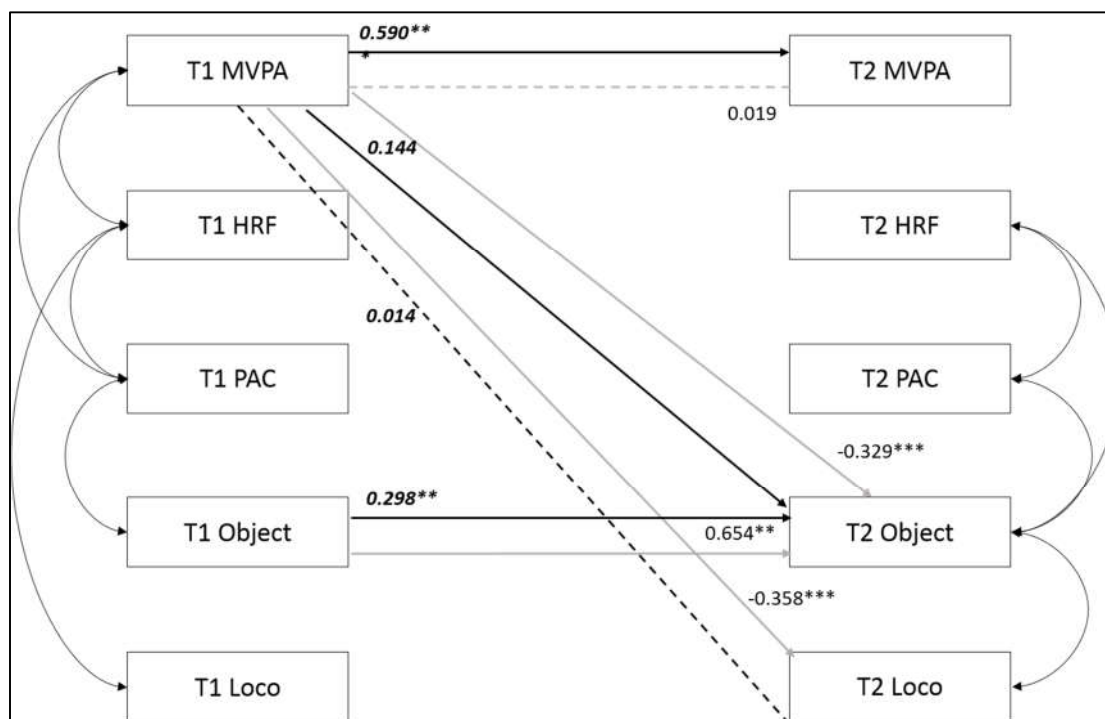 0.590**
*
T1 MVPA
T2 MVPA
0.019
0.144
T1 HRF
T2 HRF
0.014
T1 PAC
T2 PAC
-0.329***
0.298**
T1 Object
0.654**
T2 Object
-0.358***
T1 Loco
T2 Loco